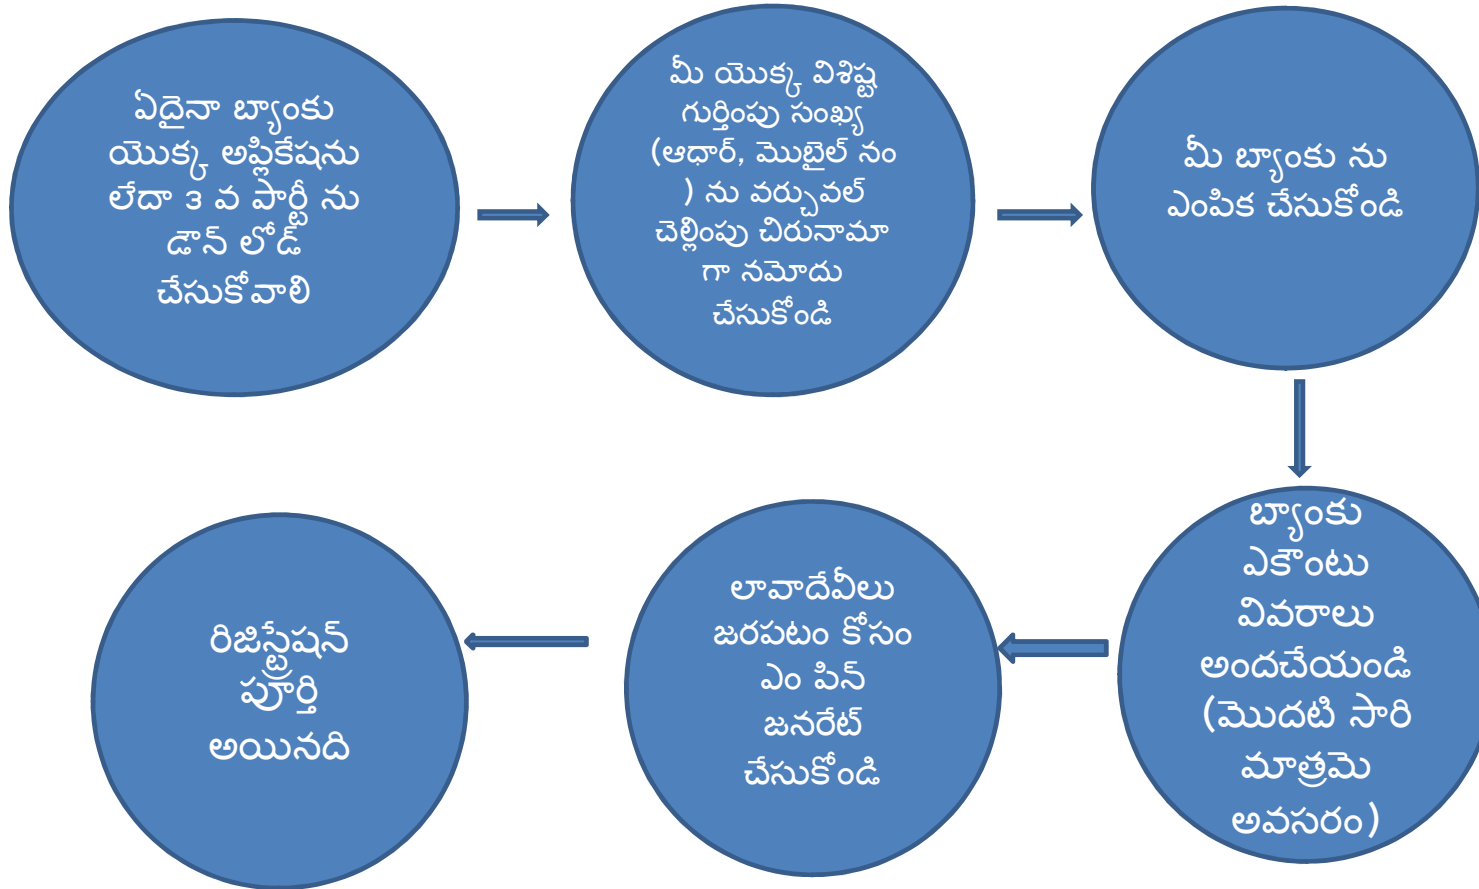 ఏదైనా బ్యాంకు
యొక్క అప్లికేషను
లేదా 3 వ పార్టీ ను
డౌన్ లోడ్
చేసుకోవాలి
మీ యొక్క విశిష్ట
గుర్తింపు సంఖ్య
(ఆధార్, మొబైల్ నం
) ను వర్చువల్
చెల్లింపు చిరునామా
గా నమోదు
చేసుకోండి
మీ బ్యాంకు ను
ఎంపిక చేసుకోండి
బ్యాంకు
ఎకౌంటు
వివరాలు
అందచేయండి
(మొదటి సారి
మాత్రమె
అవసరం)
లావాదేవీలు
జరపటం కోసం
ఎం పిన్
జనరేట్
చేసుకోండి
రిజిస్ట్రేషన్
పూర్తి
అయినది